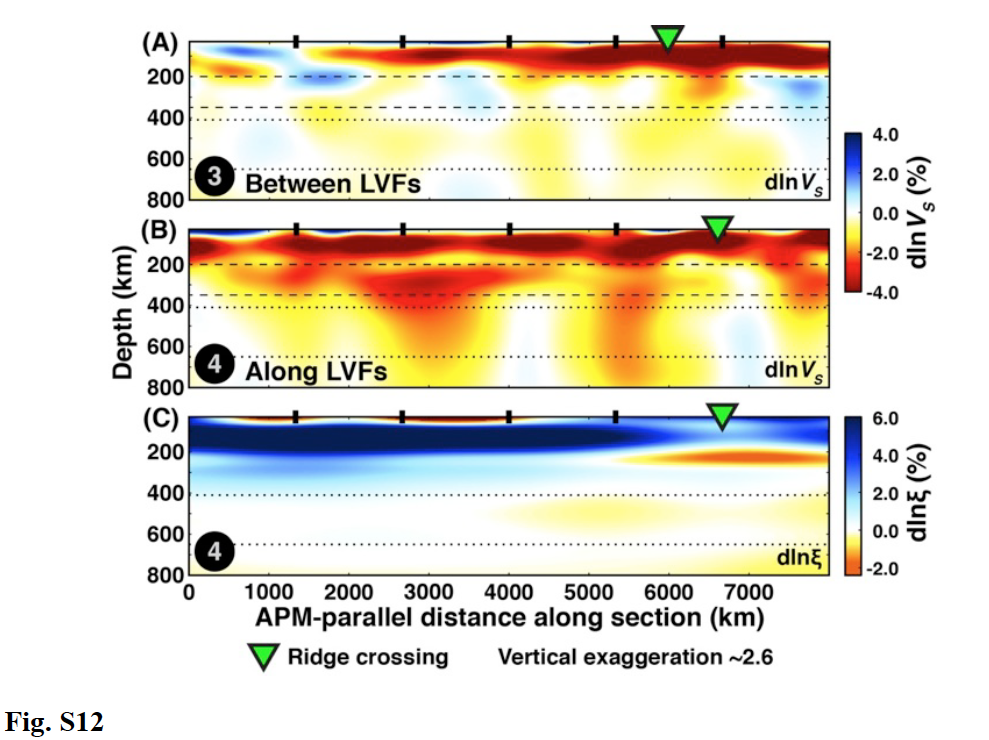 (A)
200
400
600
800
3
Between LVFs
dlnVs
(B)
200
400
600
800
4
Along LVFs
dlnVs
Depth (km)
4.0
2.0
0.0
-2.0
-4.0
dlnVs (%)
(C)
200
400
600
800
4
dlnξ
6.0
4.0
2.0
0.0
-2.0
dlnξ (%)
0 1000 2000 3000 4000 5000 6000 7000
APM-parallel distance along section (km)
Ridge crossing Vertical exaggeration ~2.6
Fig. S12